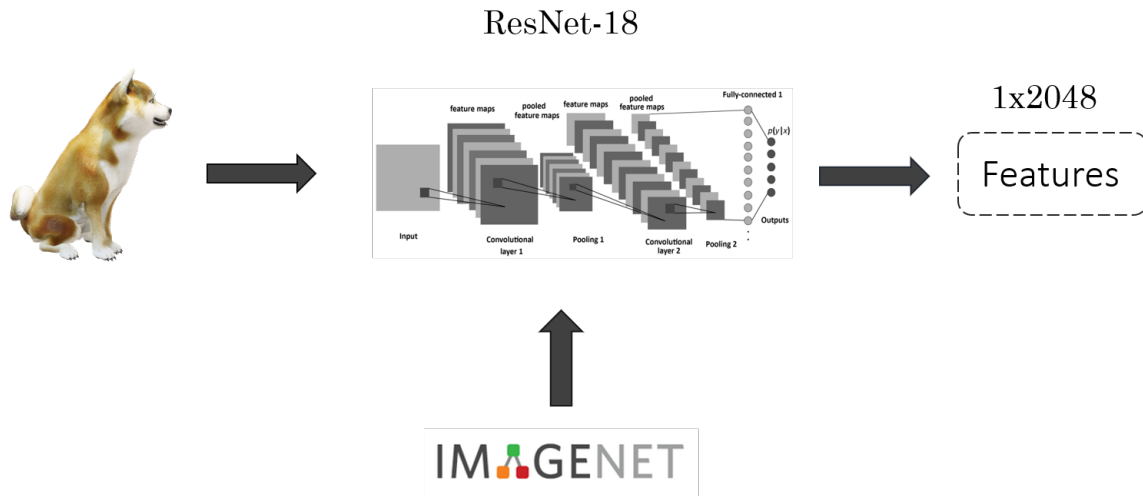 ResNet-18
feature maps
pooled
feature maps
feature maps
pooled
feature maps
Fully-connected 1
p(y|x)
Input
Convolutional
layer 1
Pooling 1
Convolutional
layer 2
Pooling 2
Outputs
1x2048
Features
IMAGENET